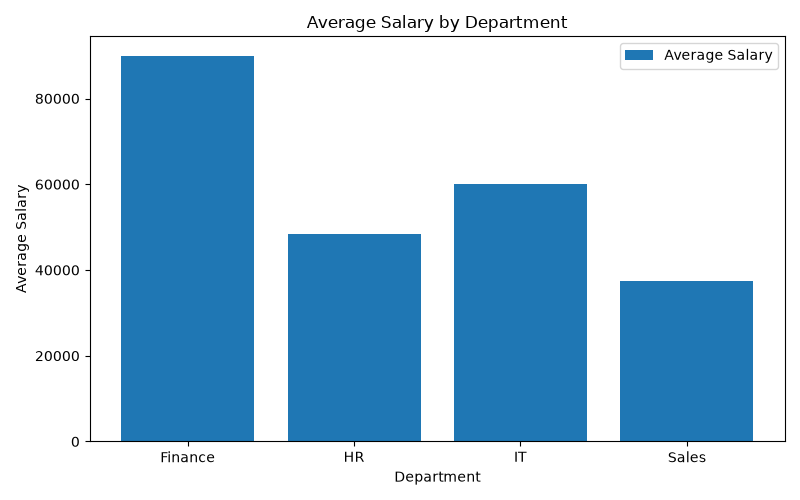 Average Salary by Department
Average Salary
80000
60000
40000
20000
0
Average Salary
Finance
HR
IT
Sales
Department